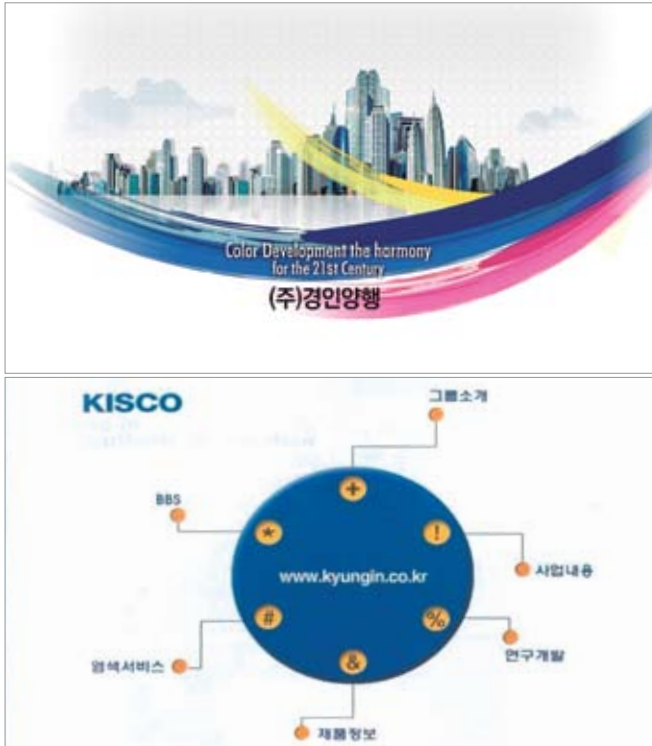 Color Development the harmony
for the 21st Century
(주)경인양행
KISCO
그룹소개
+
BBS
*
!
www.kyungin.co.kr
사업내용
#
%
염색서비스
&
연구개발
제품정보